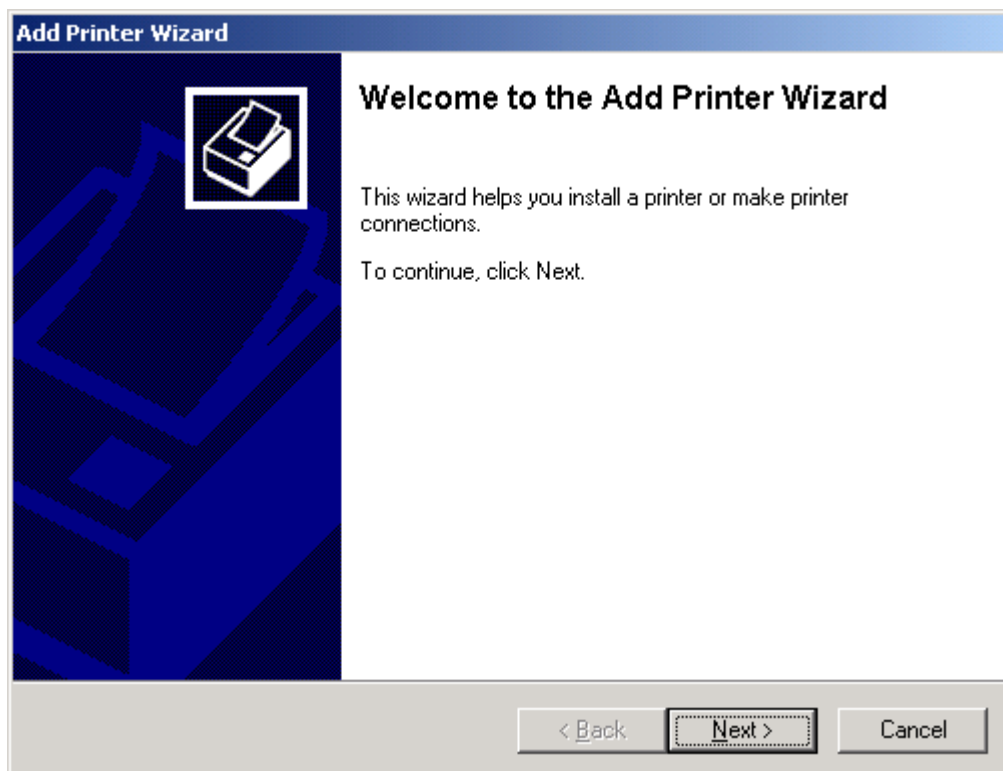 Add Printer Wizard
Welcome to the Add Printer Wizard
This wizard helps you install a printer or make printer
connections.
To continue, click Next.
< Back
Next >
Cancel